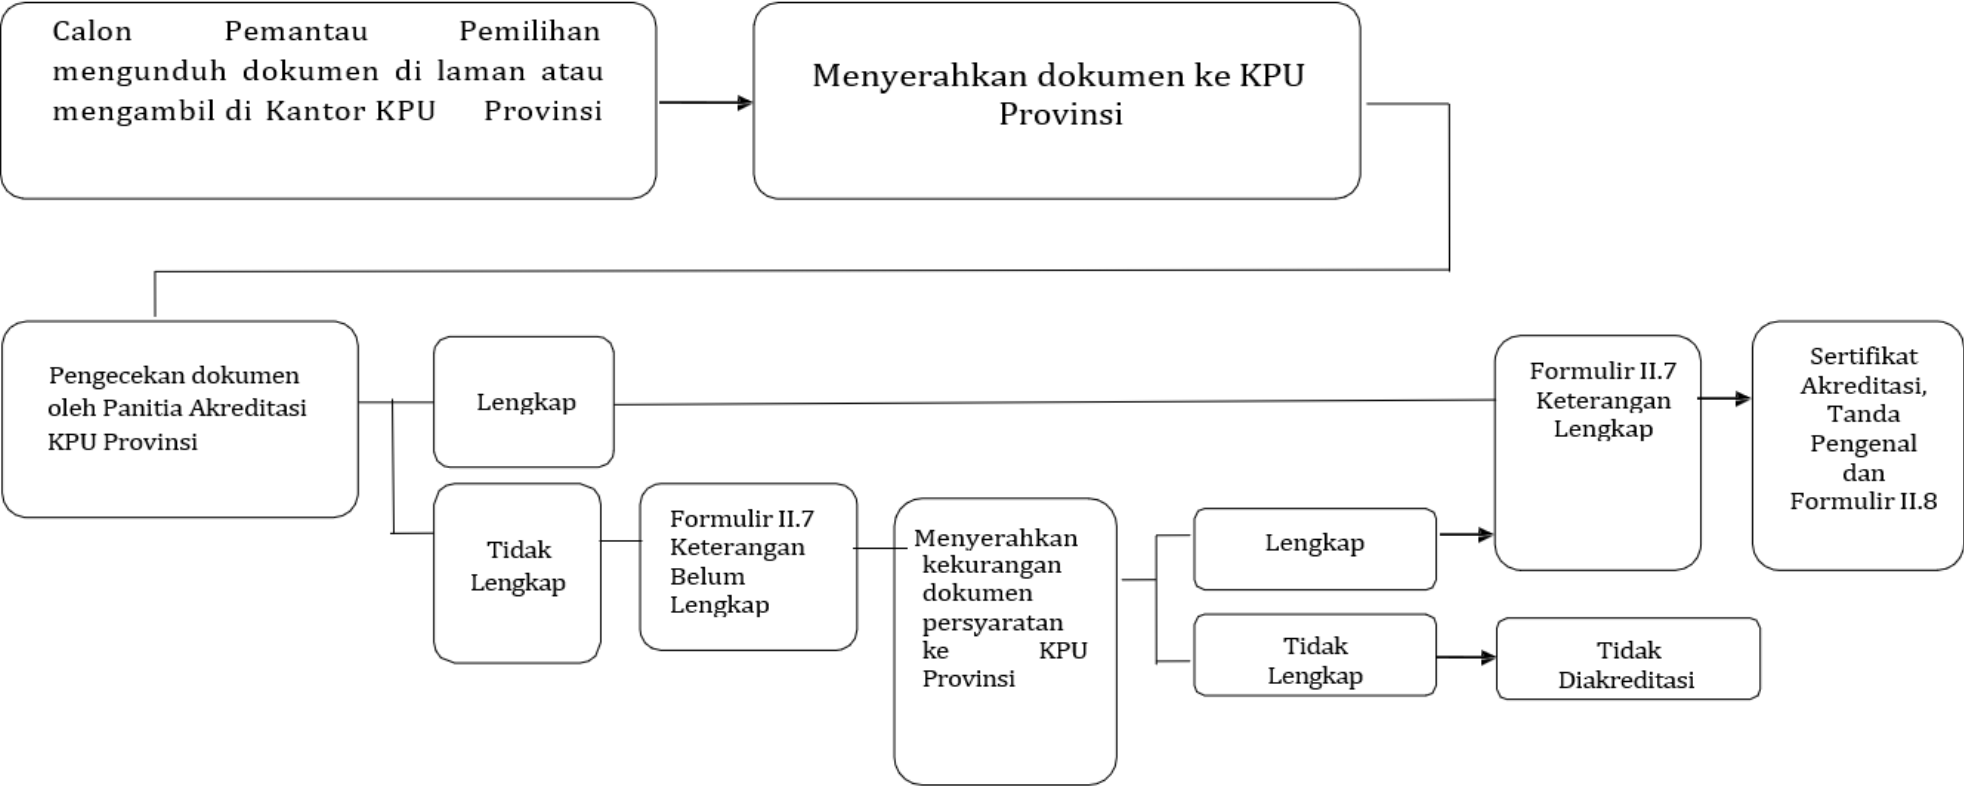 Calon Pemantau Pemilihan
mengunduh dokumen di laman atau
mengambil di Kantor KPU Provinsi
Menyerahkan dokumen ke KPU
Provinsi
Pengecekan dokumen
oleh Panitia Akreditasi
KPU Provinsi
Lengkap
Formulir II.7
Keterangan
Lengkap
Sertifikat
Akreditasi,
Tanda
Pengenal
dan
Formulir II.8
Tidak
Lengkap
Formulir II.7
Keterangan
Belum
Lengkap
Menyerahkan
kekurangan
dokumen
persyaratan
ke KPU
Provinsi
Lengkap
Tidak
Lengkap
Tidak
Diakreditasi